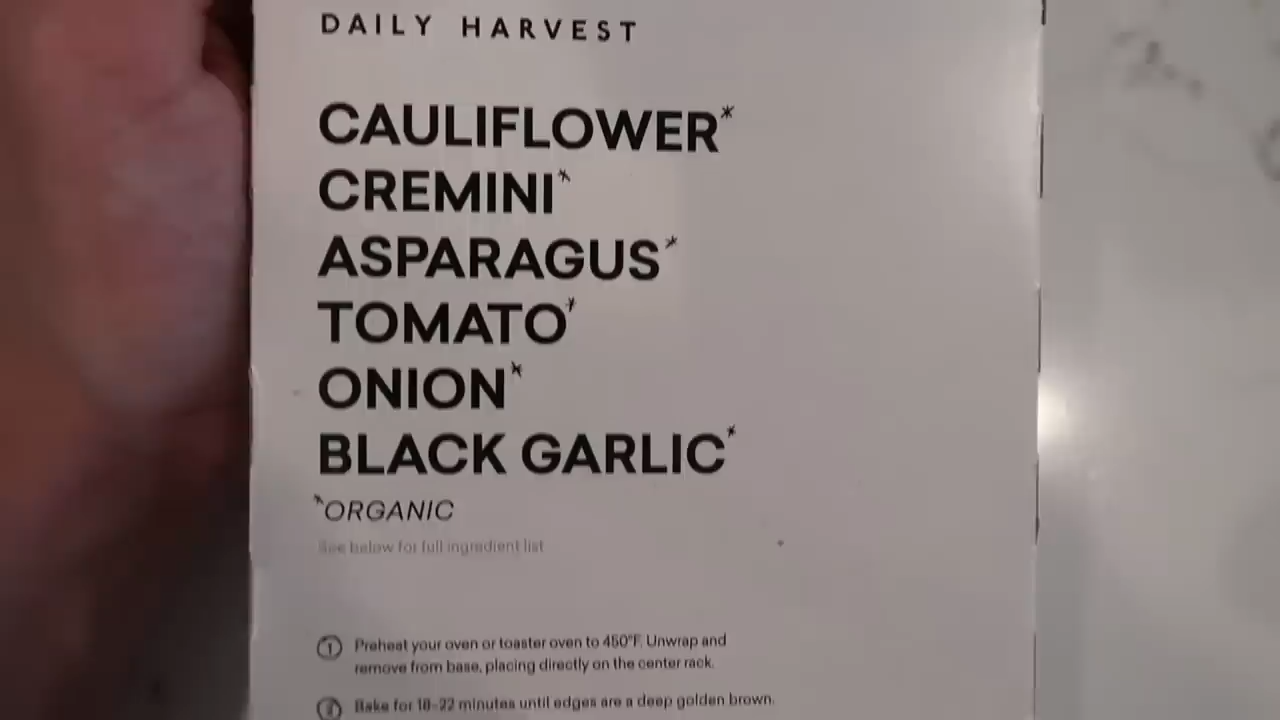 DAILY HARVEST
CAULIFLOWER*
CREMINI*
ASPARAGUS*
TOMATO*
ONION*
BLACK GARLIC*
*ORGANIC
See below for full ingredient list
1 Preheat your oven or toaster oven to 450°F. Unwrap and
remove from base, placing directly on the center rack.
2 Bake for 18-22 minutes until edges are a deep golden brown.